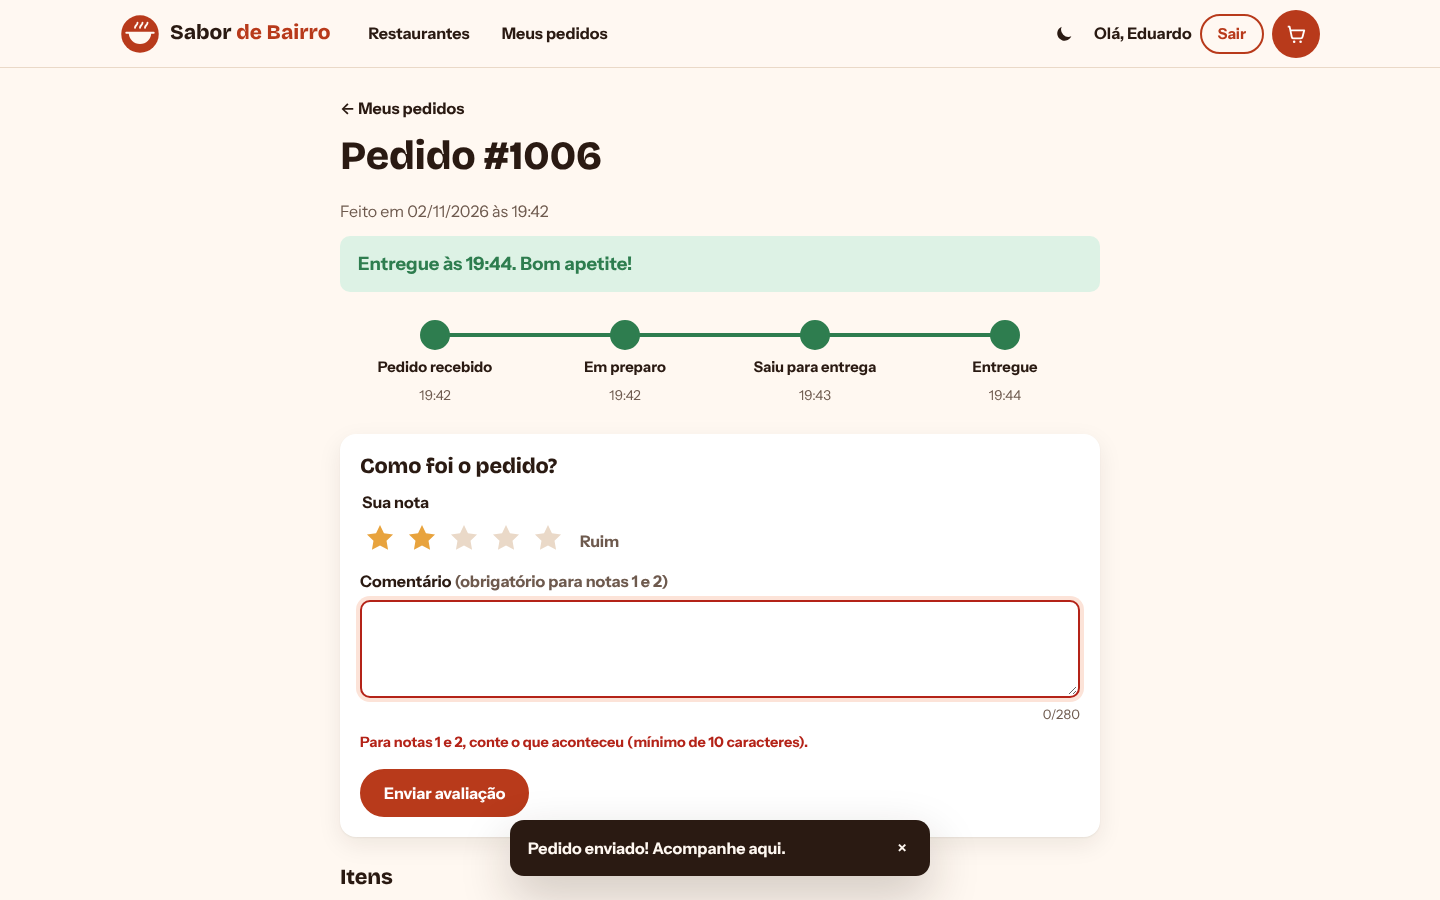 Sabor de Bairro
Restaurantes
Meus pedidos
Olá, Eduardo
Sair
← Meus pedidos
Pedido #1006
Feito em 02/11/2026 às 19:42
Entregue às 19:44. Bom apetite!
Pedido recebido
19:42
Em preparo
19:42
Saiu para entrega
19:43
Entregue
19:44
Como foi o pedido?
Sua nota
Ruim
Comentário (obrigatório para notas 1 e 2)
0/280
Para notas 1 e 2, conte o que aconteceu (mínimo de 10 caracteres).
Enviar avaliação
Pedido enviado! Acompanhe aqui.
×
Itens